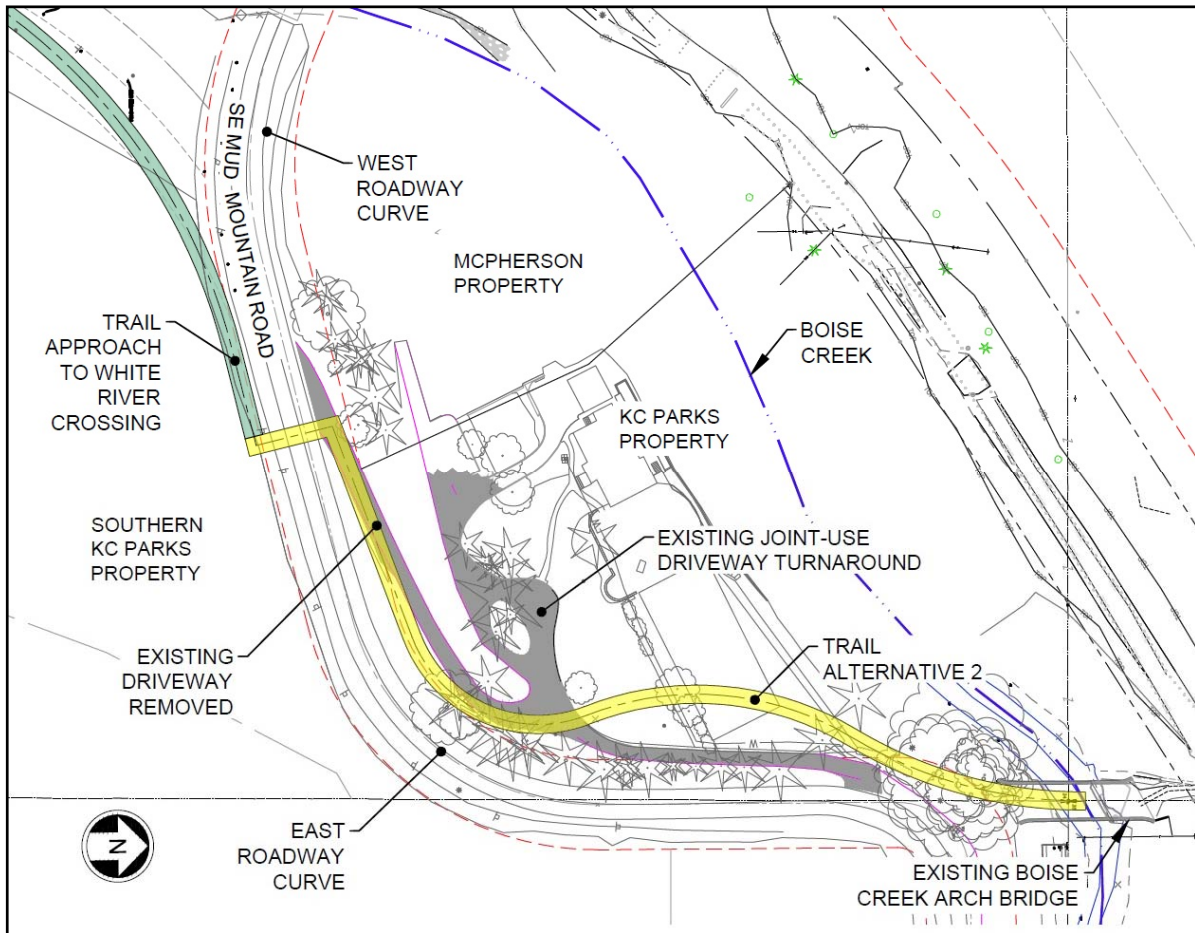 WEST
ROADWAY
CURVE
SE MUD MOUNTAIN ROAD
MCPHERSON
PROPERTY
TRAIL
APPROACH
TO WHITE
RIVER
CROSSING
BOISE
CREEK
KC PARKS
PROPERTY
SOUTHERN
KC PARKS
PROPERTY
EXISTING JOINT-USE
DRIVEWAY TURNAROUND
EXISTING
DRIVEWAY
REMOVED
TRAIL
ALTERNATIVE 2
N
EAST
ROADWAY
CURVE
EXISTING BOISE
CREEK ARCH BRIDGE